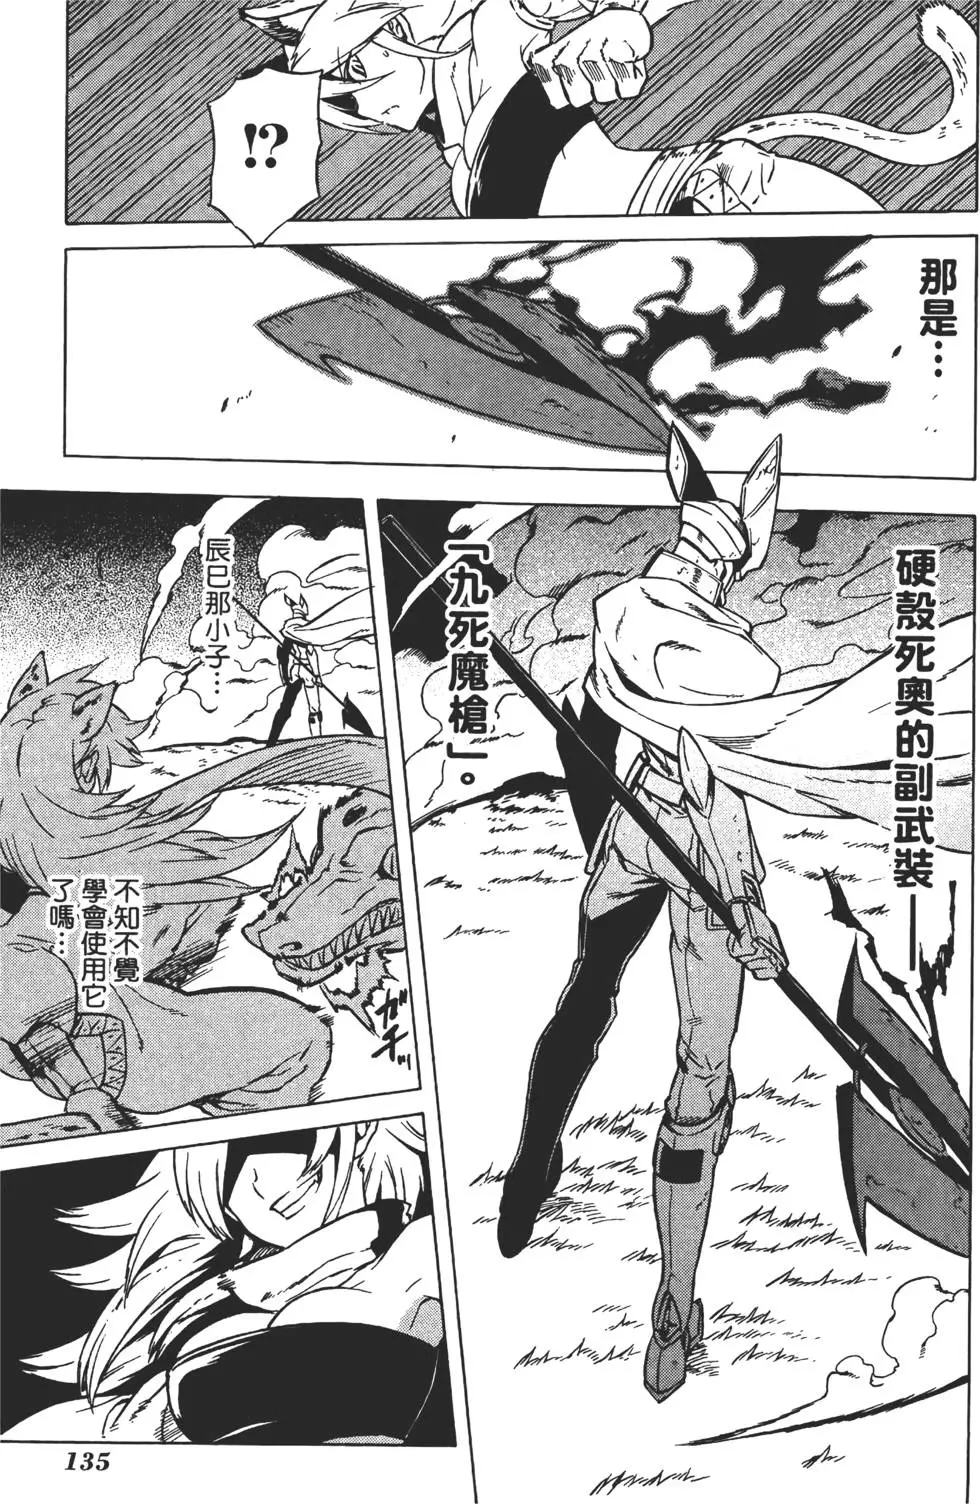 !?
那是…
硬殼死奧的副武裝——
「九死魔槍」。
辰巳那小子…
不知不覺
學會使用它
了嗎…
ガチッ
135